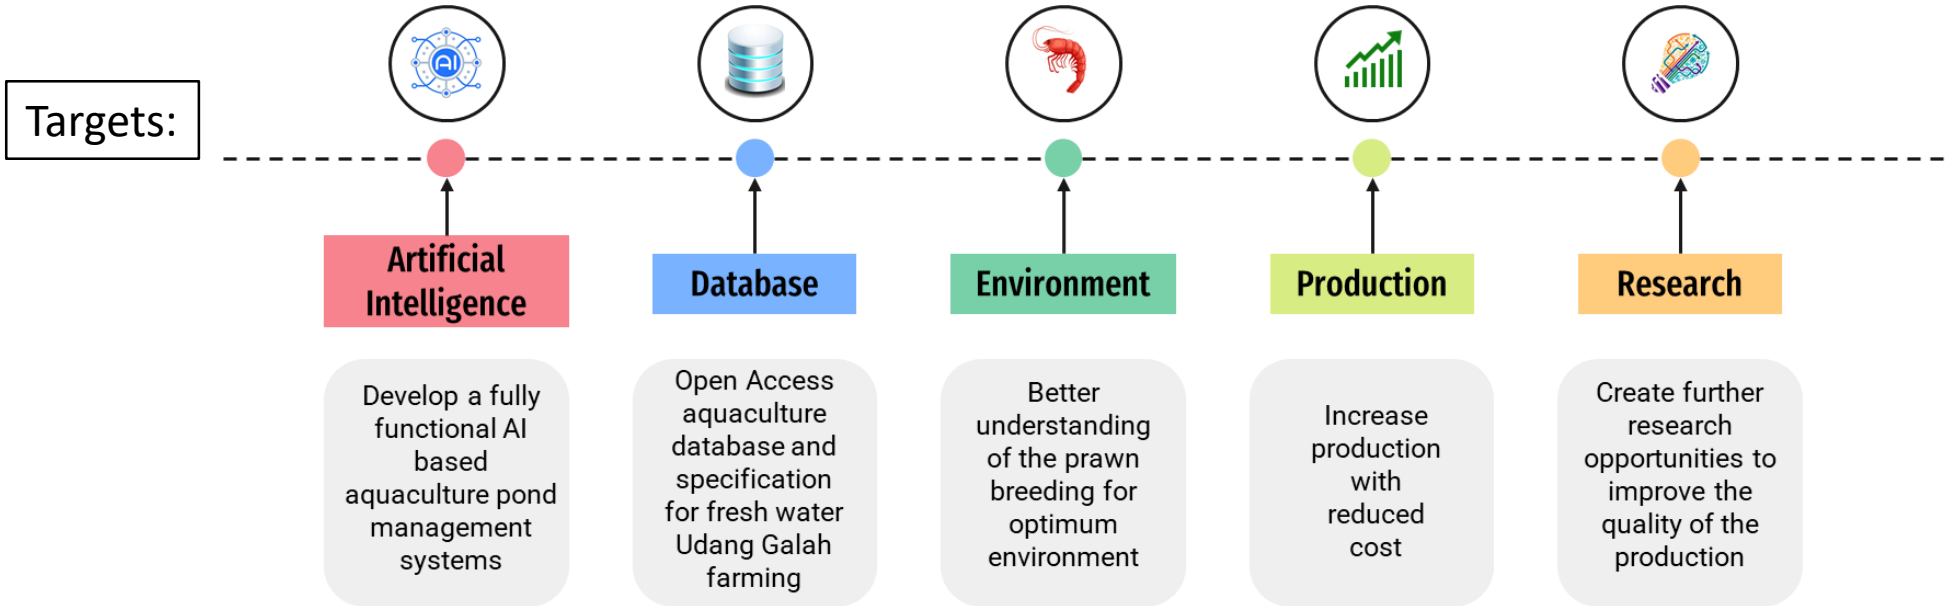 Targets:
AI
Artificial
Intelligence
Develop a fully
functional AI
based
aquaculture pond
management
systems
Database
Open Access
aquaculture
database and
specification
for fresh water
Udang Galah
farming
Environment
Better
understanding
of the prawn
breeding for
optimum
environment
Production
Increase
production
with
reduced
cost
Research
Create further
research
opportunities to
improve the
quality of the
production